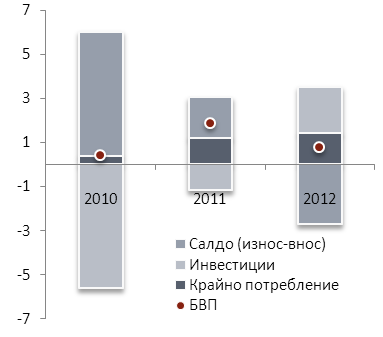 7
5
3
1
-1
-3
-5
-7
2010
2011
2012
Салдо (износ-внос)
Инвестиции
Крайно потребление
БВП